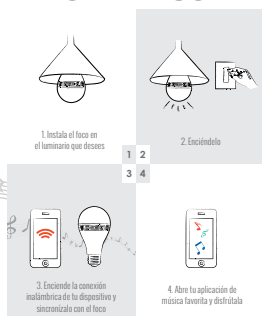 1. Instala el foco en
el luminario que desees
2. Enciéndelo
1 2
3 4
3. Enciende la conexión
inalámbrica de tu dispositivo y
sincronízalo con el foco
4. Abre tu aplicación de
música favorita y disfrútala